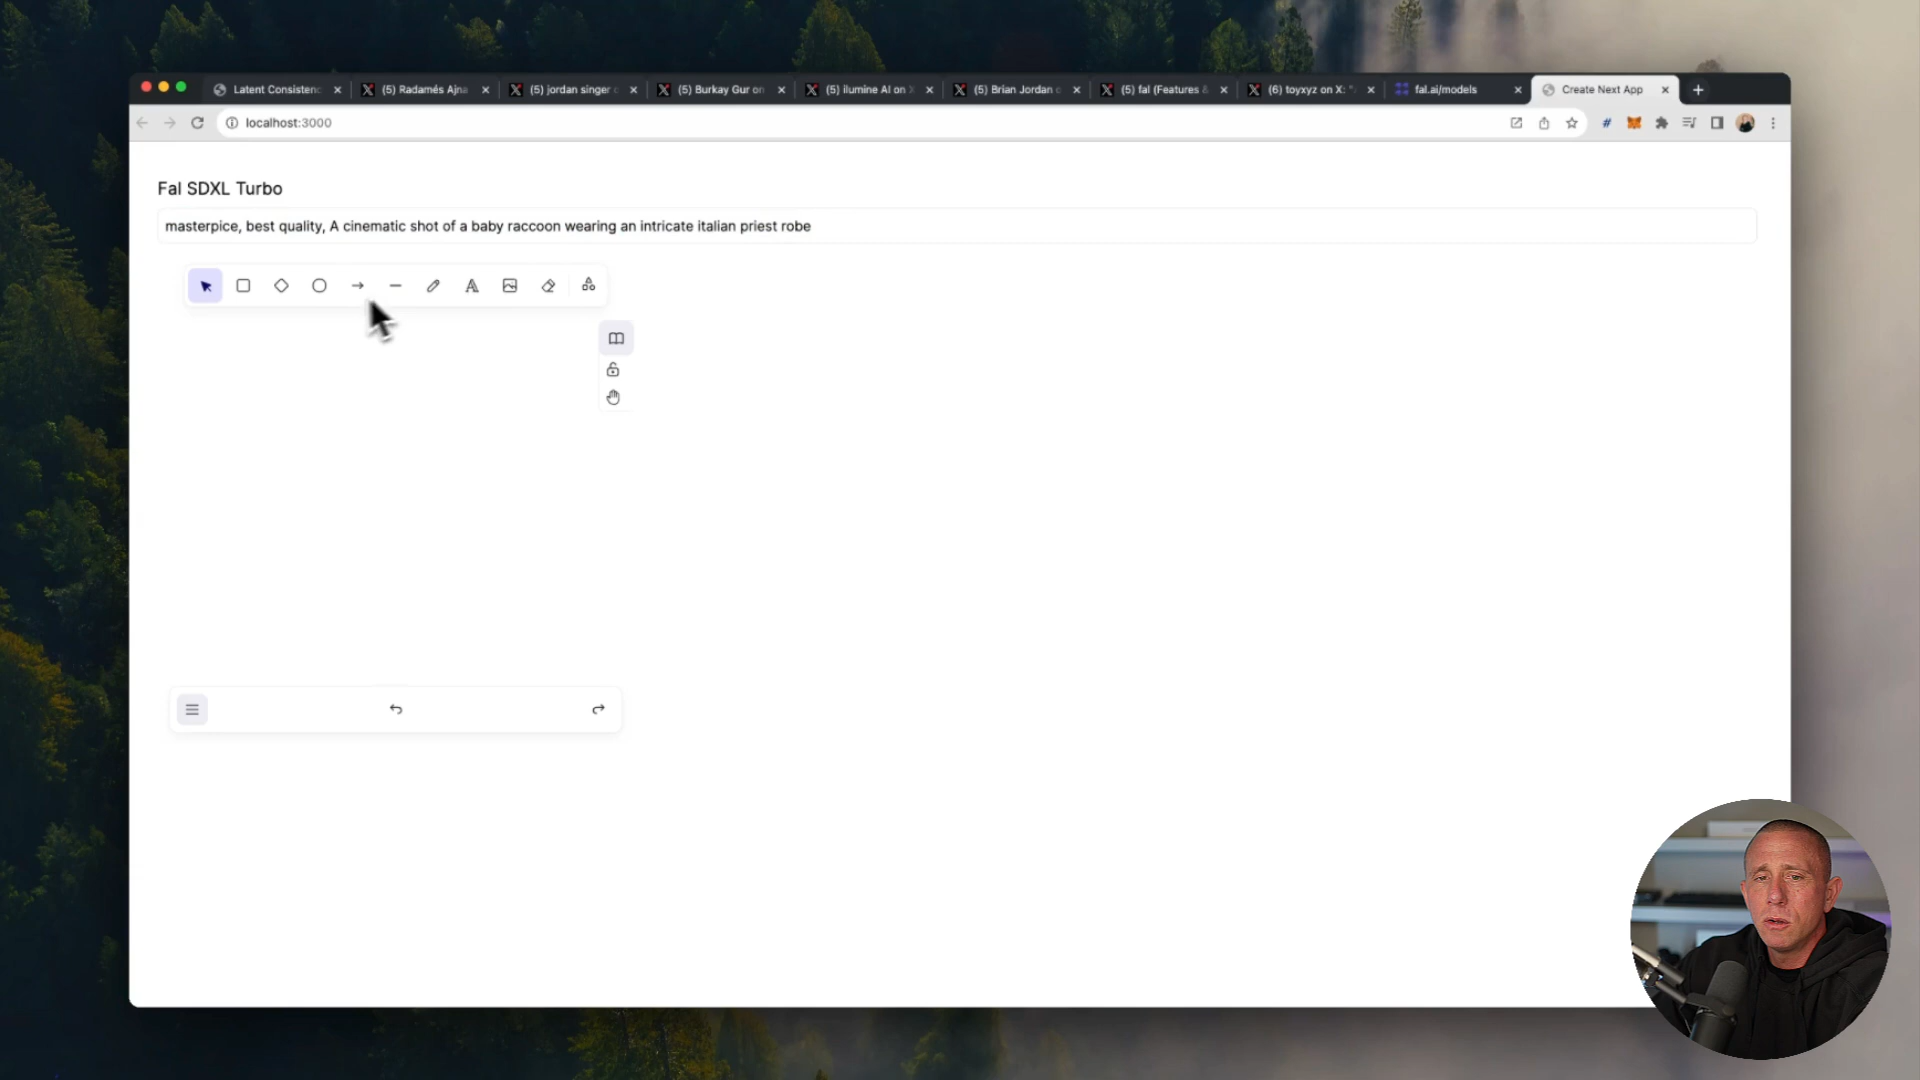 Latent Consistenc
(5) Radamés Ajna
(5) jordan singer
(5) Burkay Gur on
(5) ilumine AI on X
(5) Brian Jordan
(5) fal (Features &
(6) toyxyz on X: "
fal.ai/models
Create Next App
localhost:3000
Fal SDXL Turbo
masterpice, best quality, A cinematic shot of a baby raccoon wearing an intricate italian priest robe